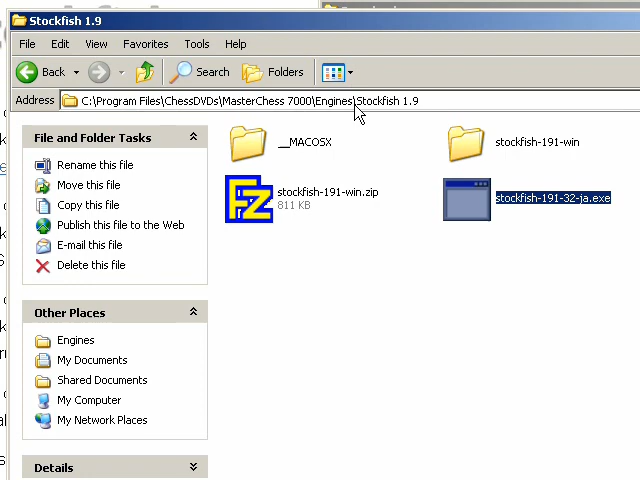 Stockfish 1.9
File Edit View Favorites Tools Help
Back Search Folders
Address C:\Program Files\ChessDVDs\MasterChess 7000\Engines\Stockfish 1.9
File and Folder Tasks
Rename this file
Move this file
Copy this file
Publish this file to the Web
E-mail this file
Delete this file
Other Places
Engines
My Documents
Shared Documents
My Computer
My Network Places
Details
__MACOSX
stockfish-191-win
stockfish-191-win.zip
811 KB
stockfish-191-32-ja.exe